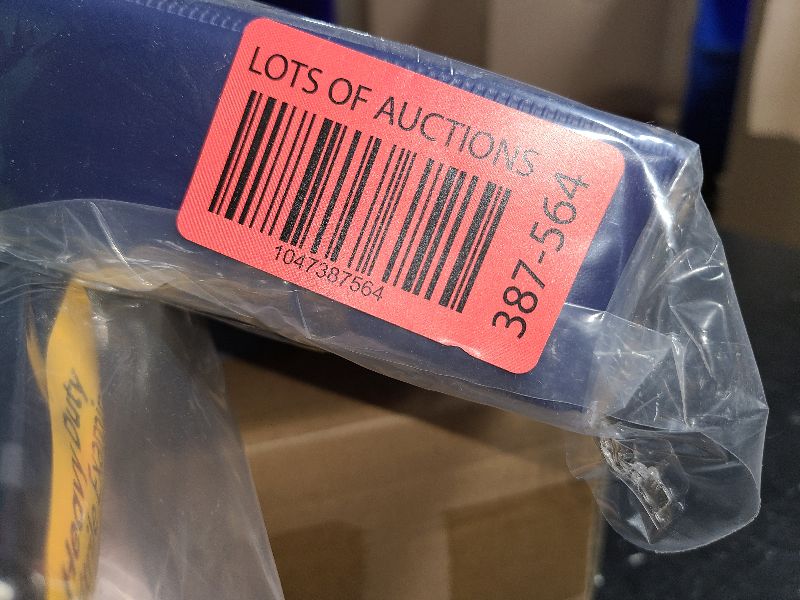 LOTS OF AUCTIONS
1047387564
387-564
Heavy Duty